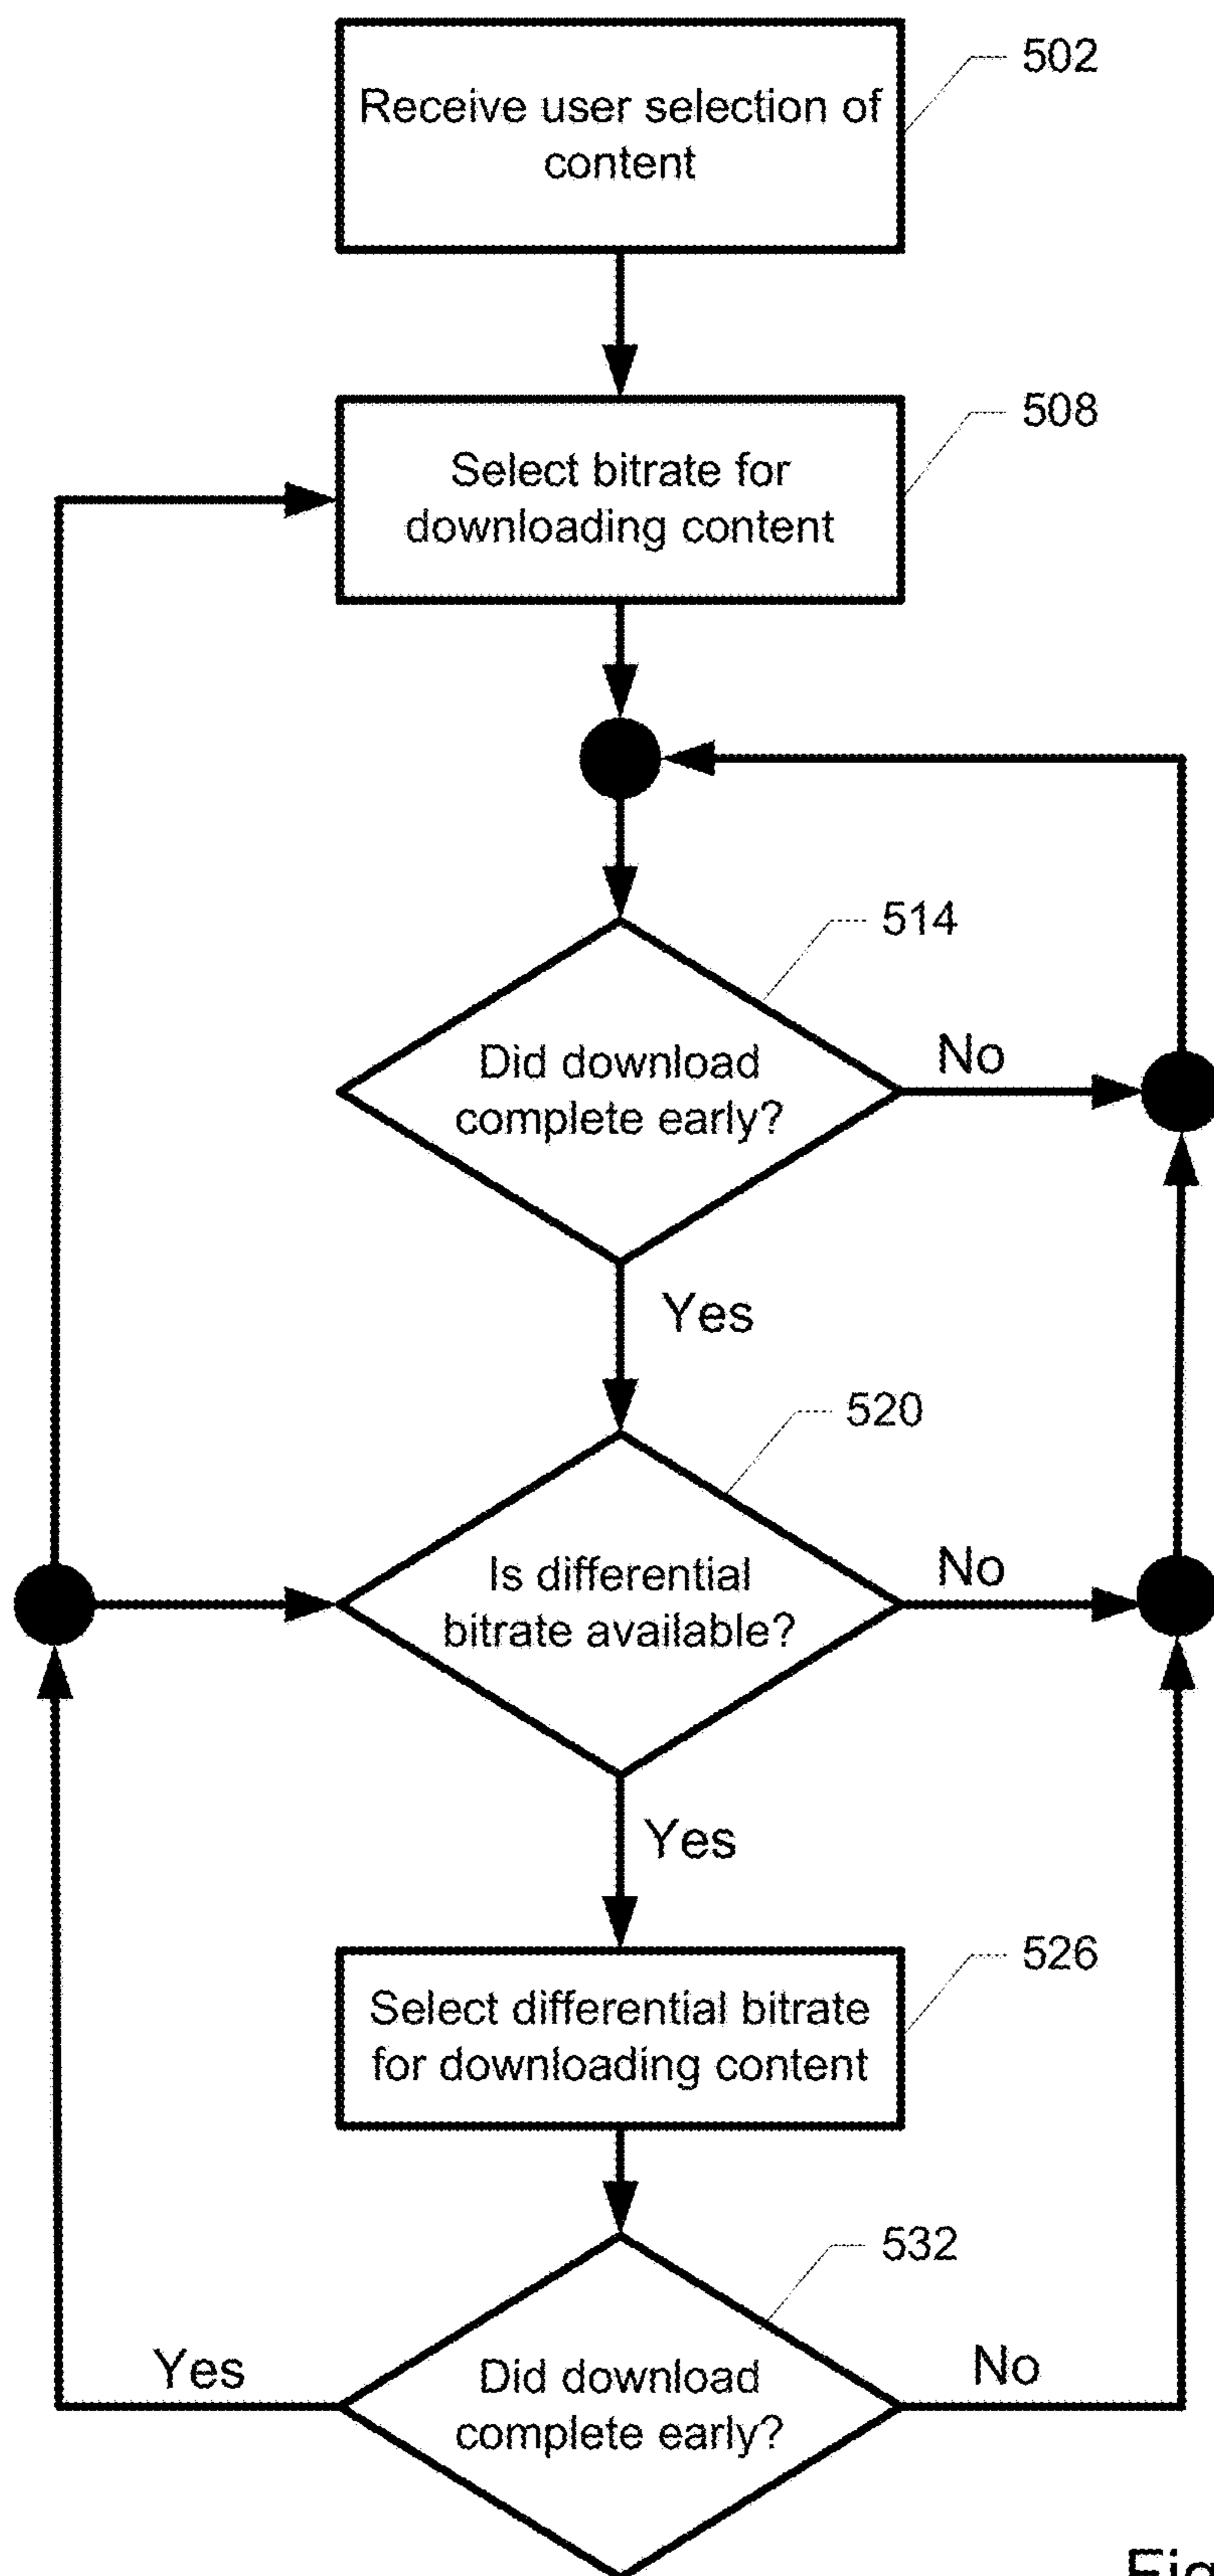 502
Receive user selection of
content
508
Select bitrate for
downloading content
514
Did download
complete early?
No
Yes
520
Is differential
bitrate available?
No
Yes
526
Select differential bitrate
for downloading content
532
Yes
Did download
complete early?
No